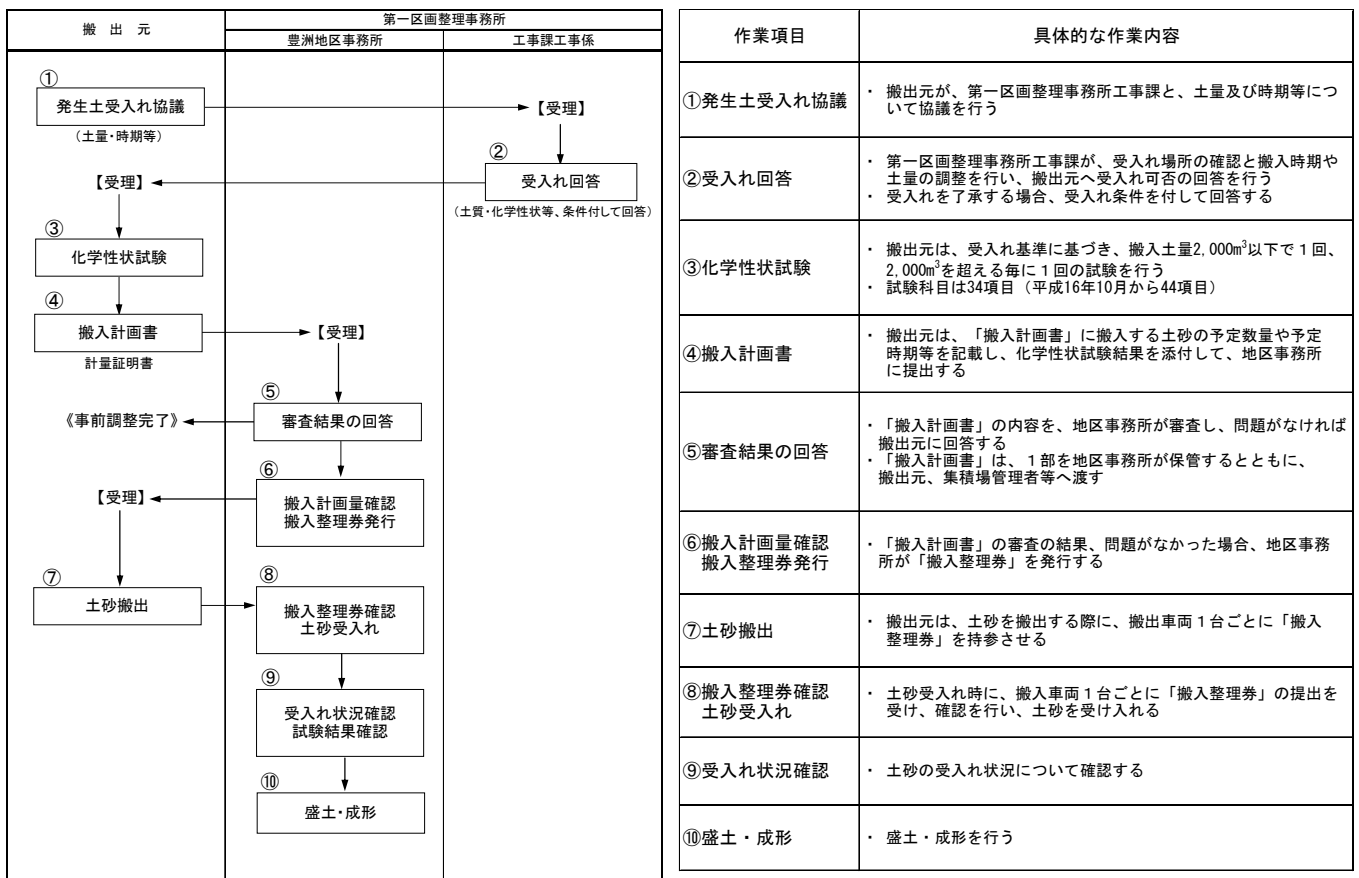 搬 出 元
第一区画整理事務所
豊洲地区事務所
工事課工事係
①
発生土受入れ協議
(土量・時期等)
【受理】
②
受入れ回答
(土質・化学性状等、条件付して回答)
【受理】
③
化学性状試験
④
搬入計画書
計量証明書
【受理】
⑤
審査結果の回答
《事前調整完了》
⑥
搬入計画量確認
搬入整理券発行
【受理】
⑦
土砂搬出
⑧
搬入整理券確認
土砂受入れ
⑨
受入れ状況確認
試験結果確認
⑩
盛土・成形
作業項目
具体的な作業内容
①発生土受入れ協議
・ 搬出元が、第一区画整理事務所工事課と、土量及び時期等につ
いて協議を行う
②受入れ回答
・ 第一区画整理事務所工事課が、受入れ場所の確認と搬入時期や
土量の調整を行い、搬出元へ受入れ可否の回答を行う
・ 受入れを了承する場合、受入れ条件を付して回答する
③化学性状試験
・ 搬出元は、受入れ基準に基づき、搬入土量2,000m³以下で1回、
2,000m³を超える毎に1回の試験を行う
・ 試験科目は34項目（平成16年10月から44項目）
④搬入計画書
・ 搬出元は、「搬入計画書」に搬入する土砂の予定数量や予定
時期等を記載し、化学性状試験結果を添付して、地区事務所
に提出する
⑤審査結果の回答
・「搬入計画書」の内容を、地区事務所が審査し、問題がなければ
搬出元に回答する
・「搬入計画書」は、1部を地区事務所が保管するとともに、
搬出元、集積場管理者等へ渡す
⑥搬入計画量確認
搬入整理券発行
・「搬入計画書」の審査の結果、問題がなかった場合、地区事務
所が「搬入整理券」を発行する
⑦土砂搬出
・ 搬出元は、土砂を搬出する際に、搬出車両1台ごとに「搬入
整理券」を持参させる
⑧搬入整理券確認
土砂受入れ
・ 土砂受入れ時に、搬入車両1台ごとに「搬入整理券」の提出を
受け、確認を行い、土砂を受け入れる
⑨受入れ状況確認
・ 土砂の受入れ状況について確認する
⑩盛土・成形
・ 盛土・成形を行う